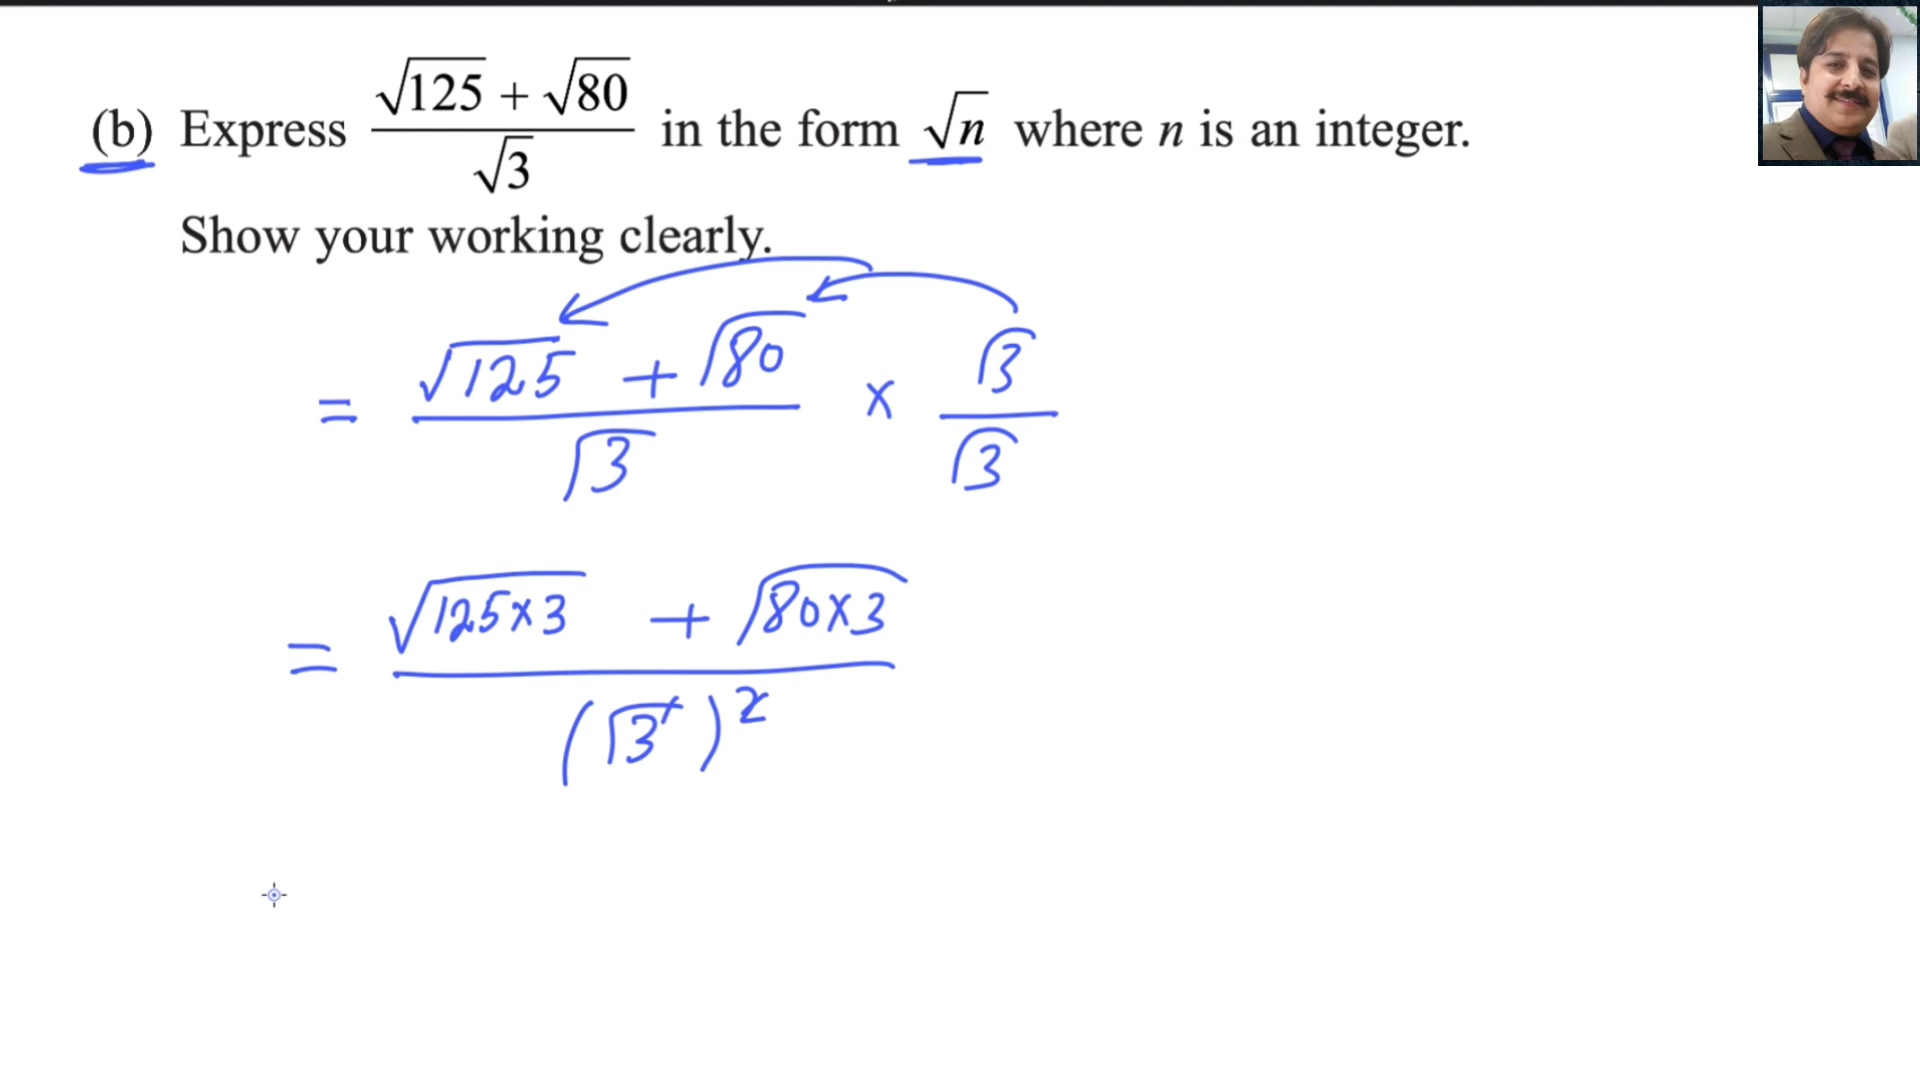 (b) Express (√125 + √80)/√3 in the form √n where n is an integer.
Show your working clearly.
= (√125 + √80)/√3 × √3/√3
= (√125×3 + √80×3)/(√3)²